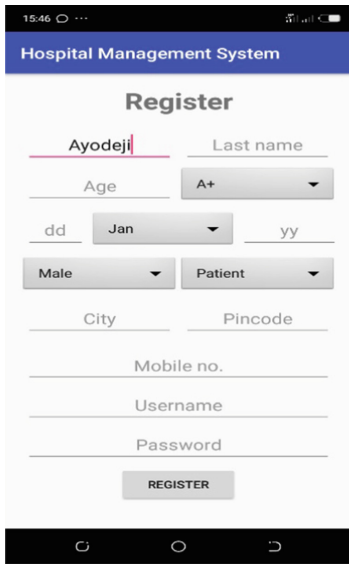 15:46
Hospital Management System
Register
Ayodeji Last name
Age A+
dd Jan yy
Male Patient
City Pincode
Mobile no.
Username
Password
REGISTER